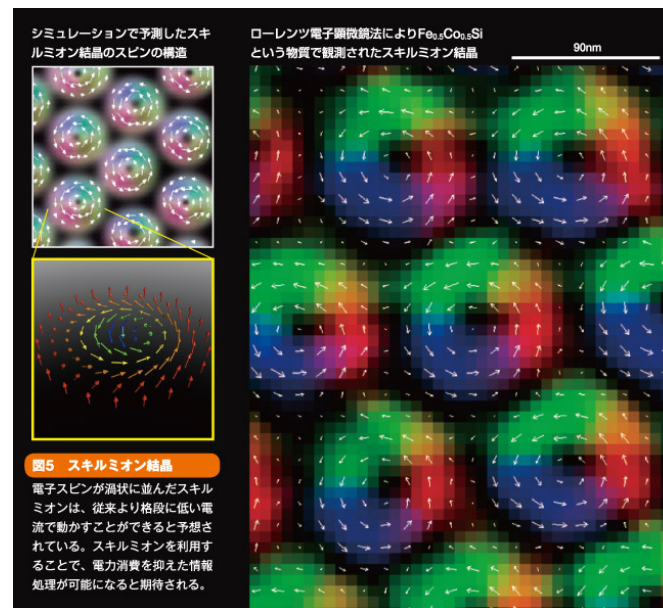 シミュレーションで予測したスキ
ルミオン結晶のスピンの構造
ローレンツ電子顕微鏡法によりFe₀.₅Co₀.₅Si
という物質で観測されたスキルミオン結晶
90nm
図5 スキルミオン結晶
電子スピンが渦状に並んだスキル
ミオンは、従来より格段に低い電
流で動かすことができると予想さ
れている。スキルミオンを利用す
ることで、電力消費を抑えた情報
処理が可能になると期待される。